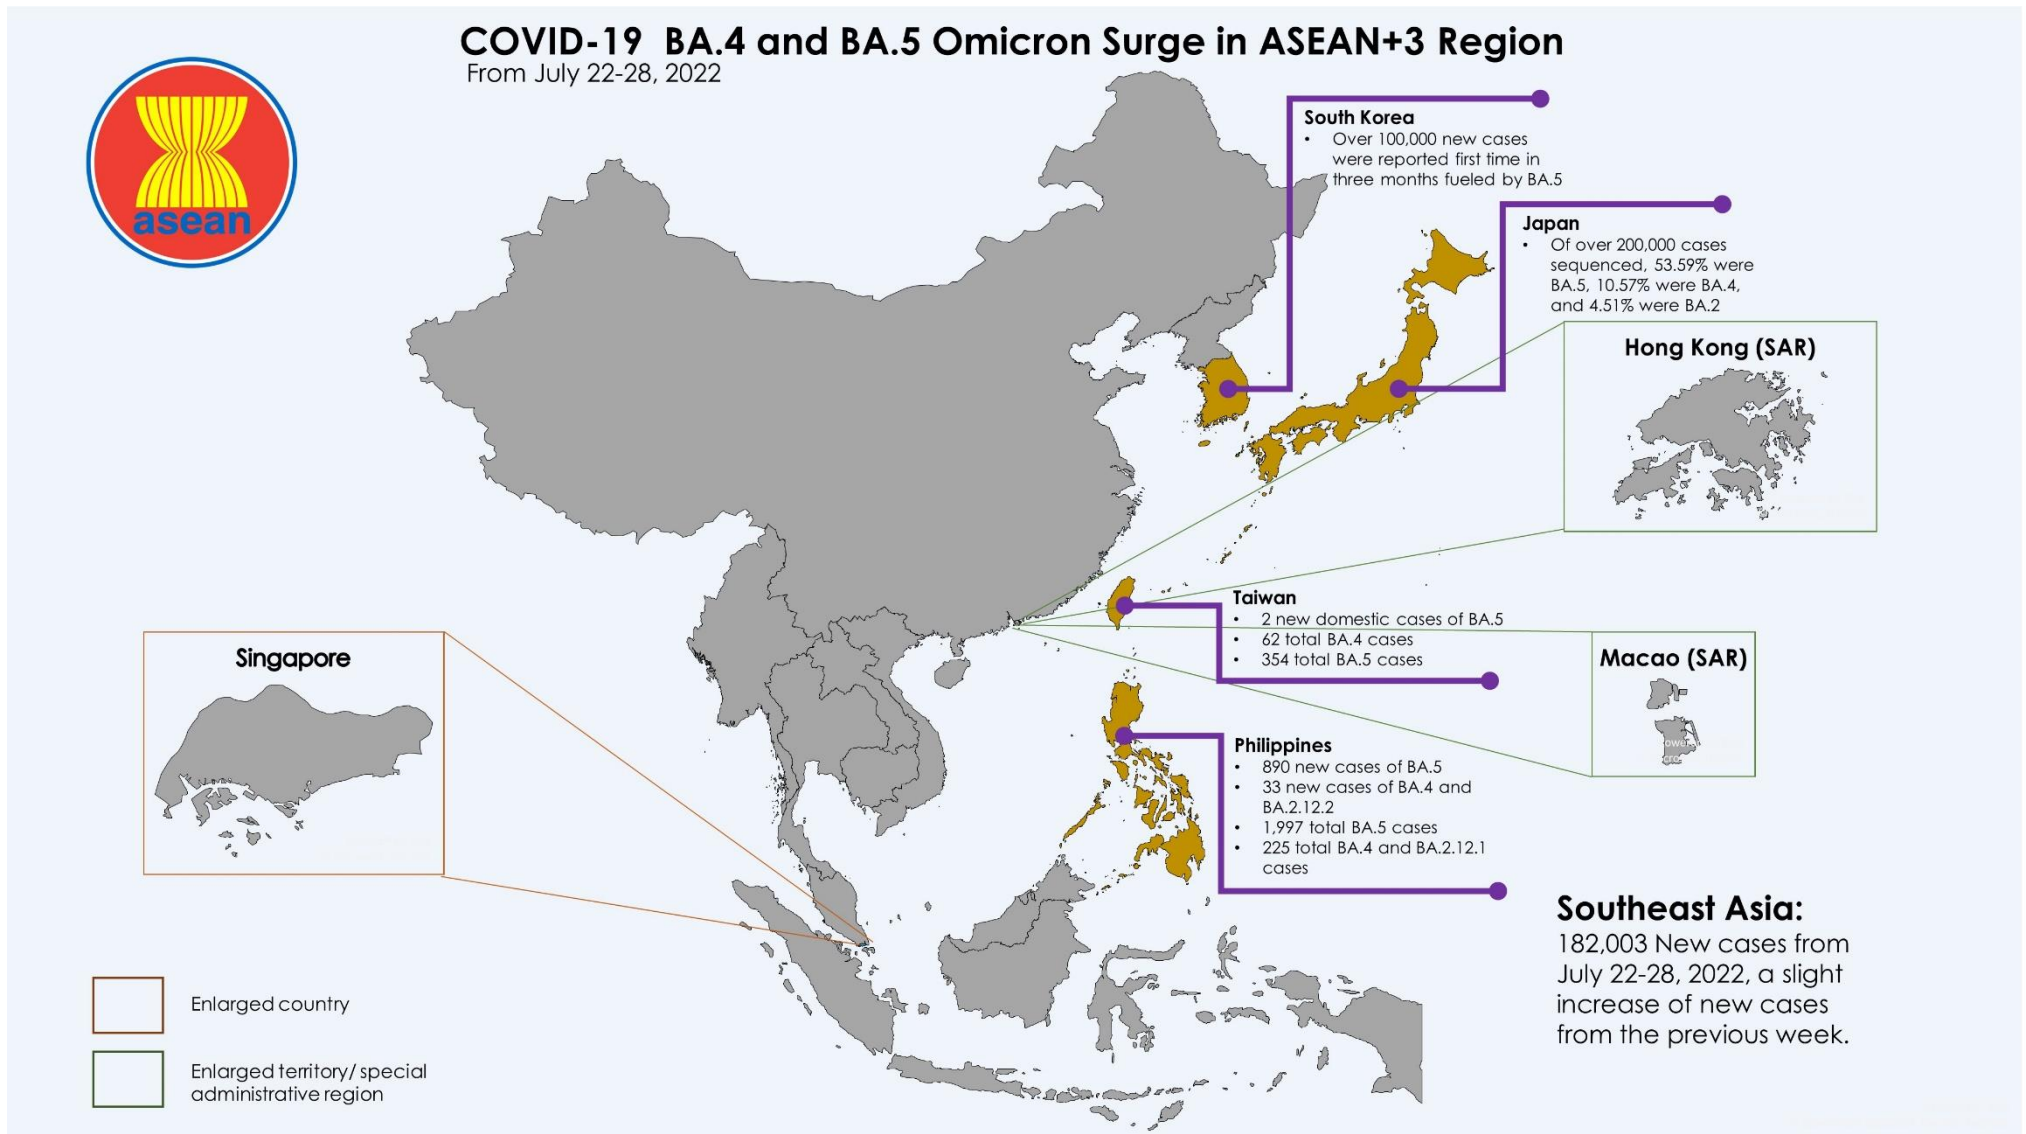 COVID-19 BA.4 and BA.5 Omicron Surge in ASEAN+3 Region
From July 22-28, 2022
asean
South Korea
• Over 100,000 new cases
were reported first time in
three months fueled by BA.5
Japan
• Of over 200,000 cases
sequenced, 53.59% were
BA.5, 10.57% were BA.4,
and 4.51% were BA.2
Hong Kong (SAR)
Taiwan
• 2 new domestic cases of BA.5
• 62 total BA.4 cases
• 354 total BA.5 cases
Macao (SAR)
Singapore
Philippines
• 890 new cases of BA.5
• 33 new cases of BA.4 and
BA.2.12.2
• 1,997 total BA.5 cases
• 225 total BA.4 and BA.2.12.1
cases
Southeast Asia:
182,003 New cases from
July 22-28, 2022, a slight
increase of new cases
from the previous week.
Enlarged country
Enlarged territory/ special
administrative region